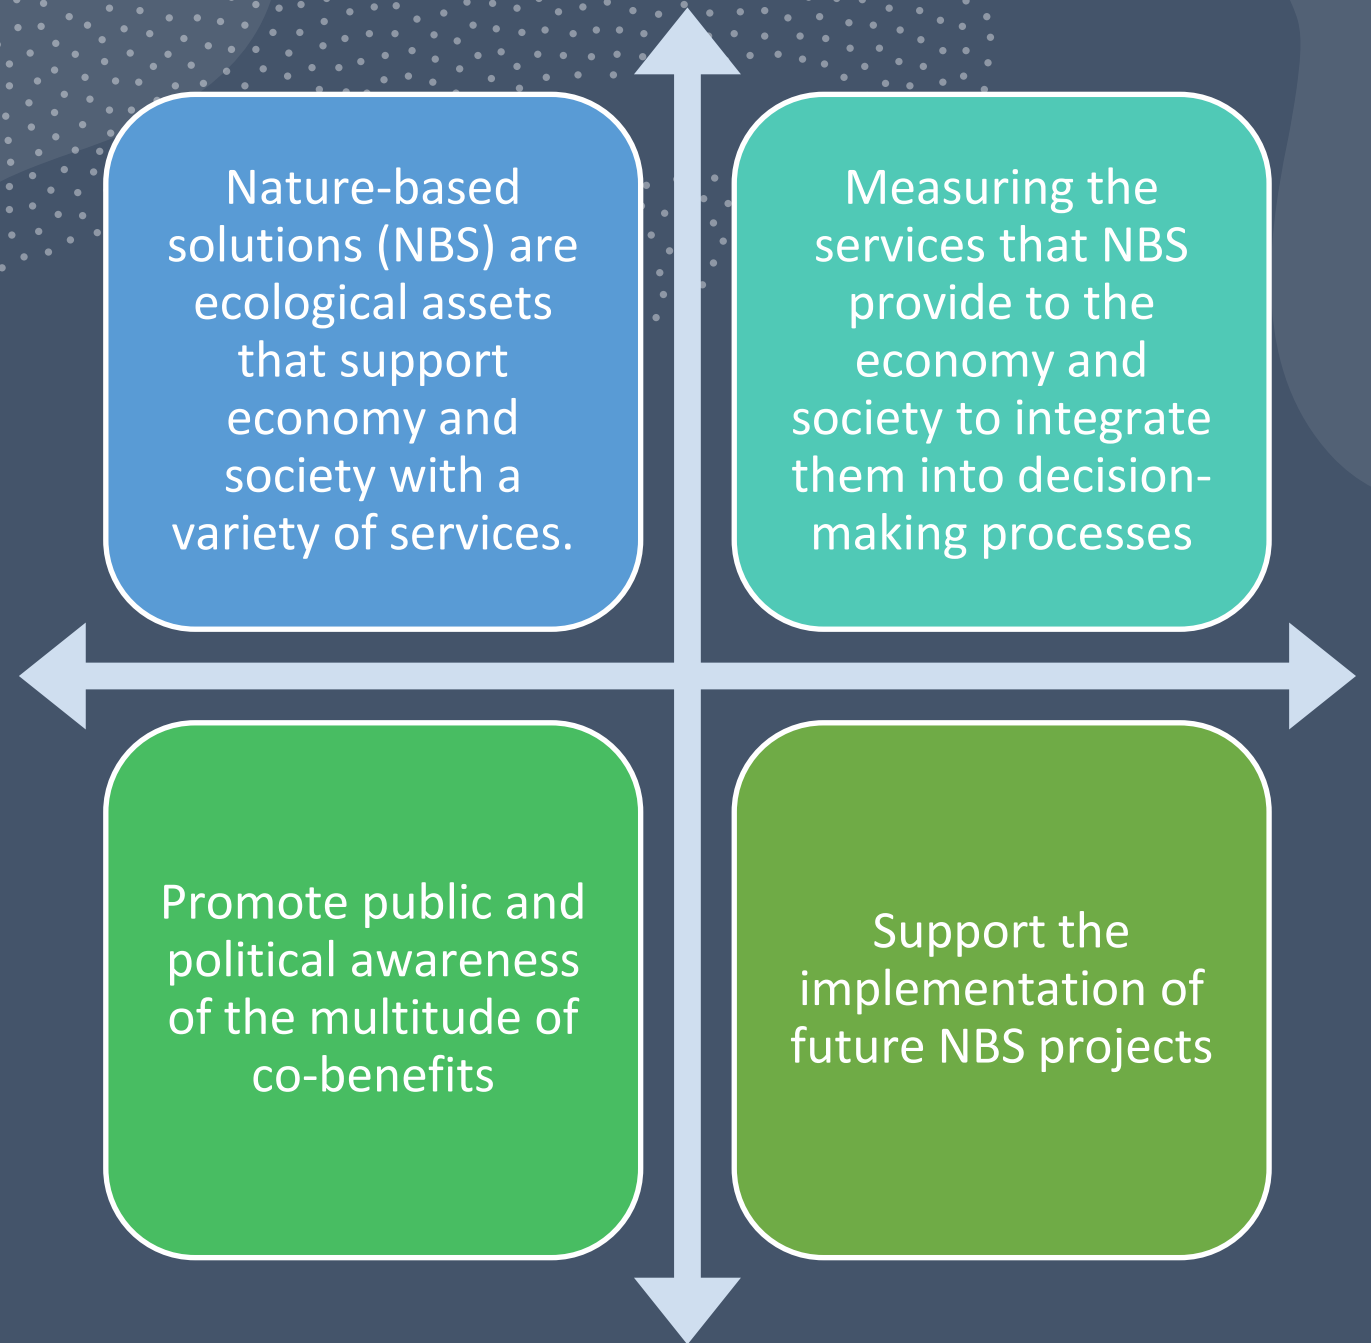 Nature-based
solutions (NBS) are
ecological assets
that support
economy and
society with a
variety of services.
Measuring the
services that NBS
provide to the
economy and
society to integrate
them into decision-
making processes
Promote public and
political awareness
of the multitude of
co-benefits
Support the
implementation of
future NBS projects